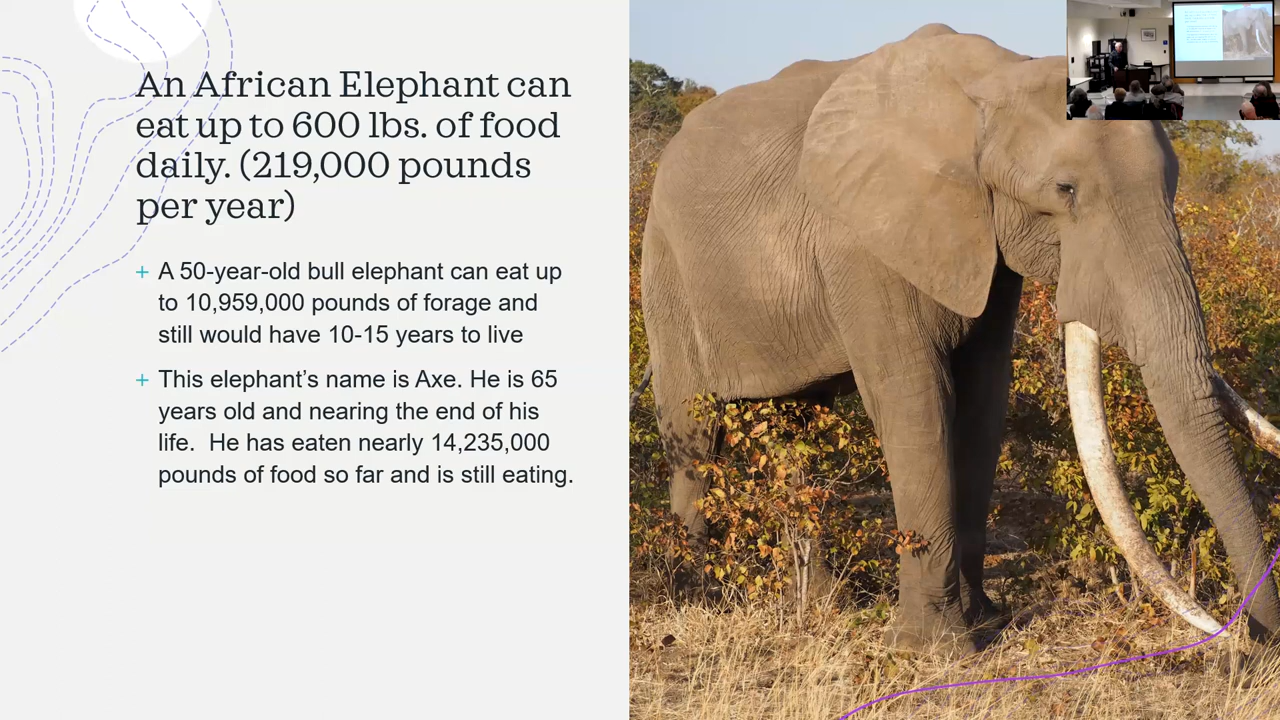 An African Elephant can
eat up to 600 lbs. of food
daily. (219,000 pounds
per year)
+ A 50-year-old bull elephant can eat up
to 10,959,000 pounds of forage and
still would have 10-15 years to live
+ This elephant's name is Axe. He is 65
years old and nearing the end of his
life. He has eaten nearly 14,235,000
pounds of food so far and is still eating.